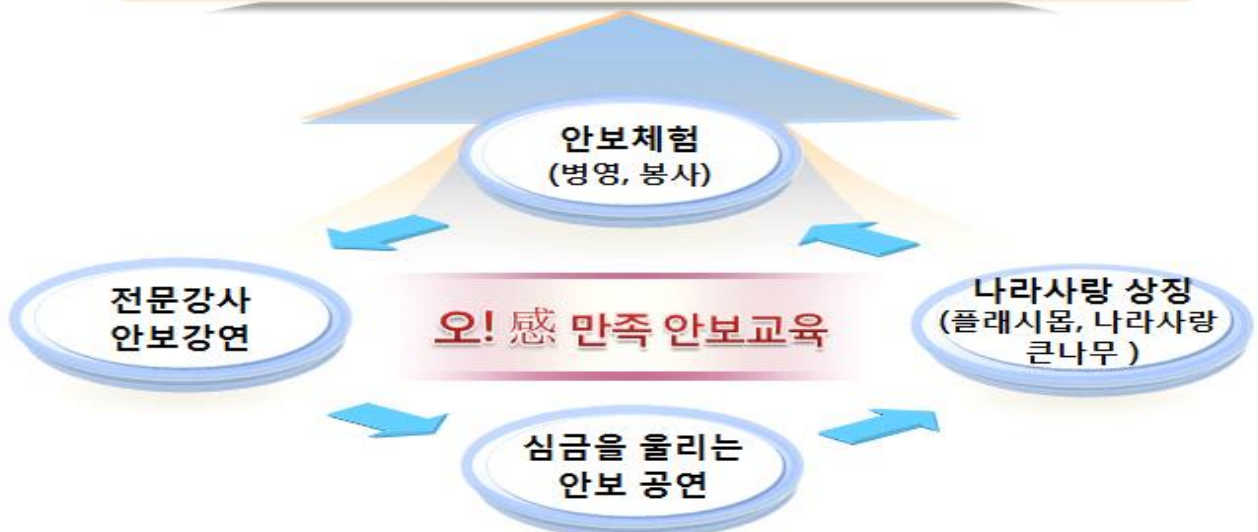 안보체험
(병영, 봉사)
전문강사
안보강연
오! 感 만족 안보교육
나라사랑 상징
(플래시몹, 나라사랑
큰나무 )
심금을 울리는
안보 공연